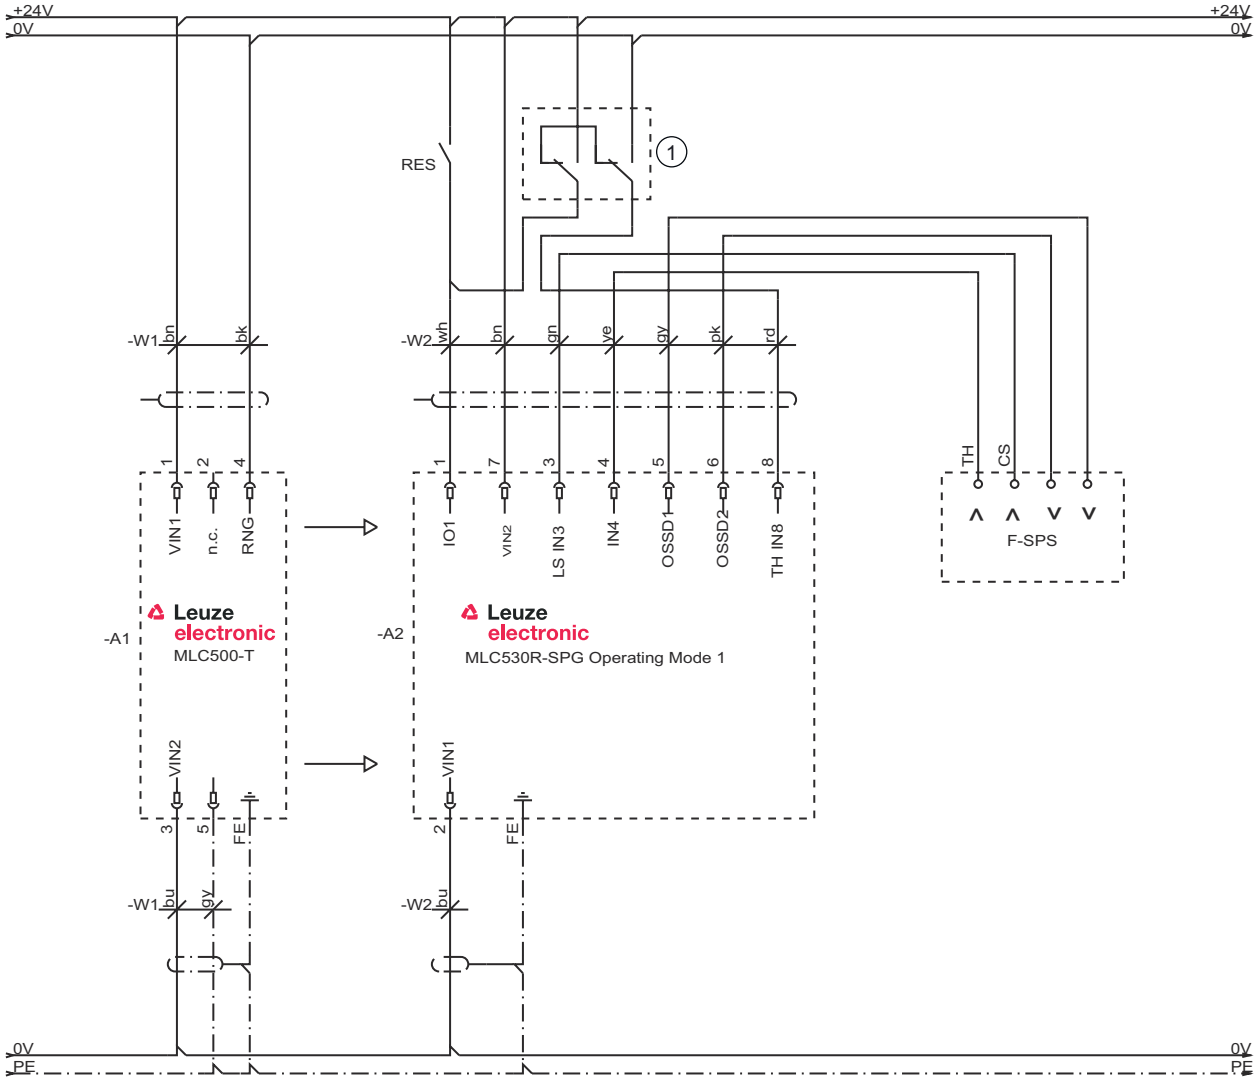 +24V +24V
0V 0V
1
RES
TH CS
-W1 bn bk
-W2 wh bn gn ye gy pk rd
1 2 4
1 7 3 4 5 6 8
VIN1 n.c. RNG
IO1 VIN2 LS IN3 IN4 OSSD1 OSSD2 TH IN8
F-SPS
-A1
Leuze
electronic
MLC500-T
-A2
Leuze
electronic
MLC530R-SPG Operating Mode 1
VIN2
VIN1
3 5 FE
2 FE
-W1 bu gy
-W2 bu
0V 0V
PE PE